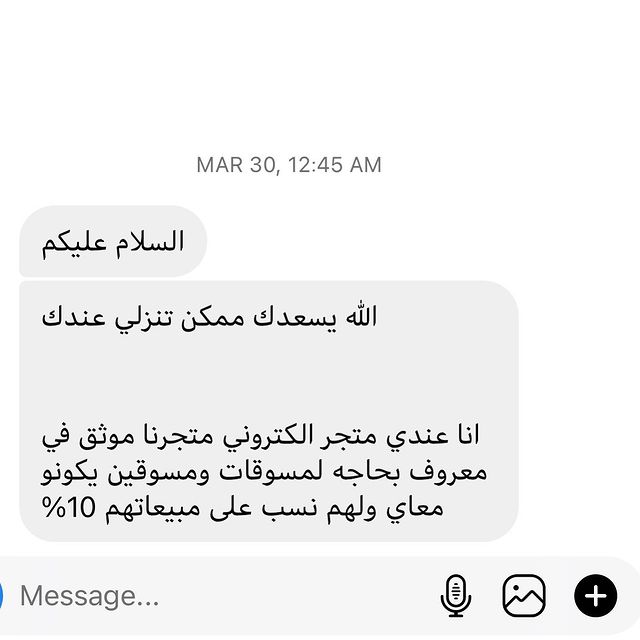 MAR 30, 12:45 AM
السلام عليكم
الله يسعدك ممكن تنزلي عندك
انا عندي متجر الكتروني متجرنا موثق في
معروف بحاجه لمسوقات ومسوقين يكونو
معاي ولهم نسب على مبيعاتهم 10%
Message...